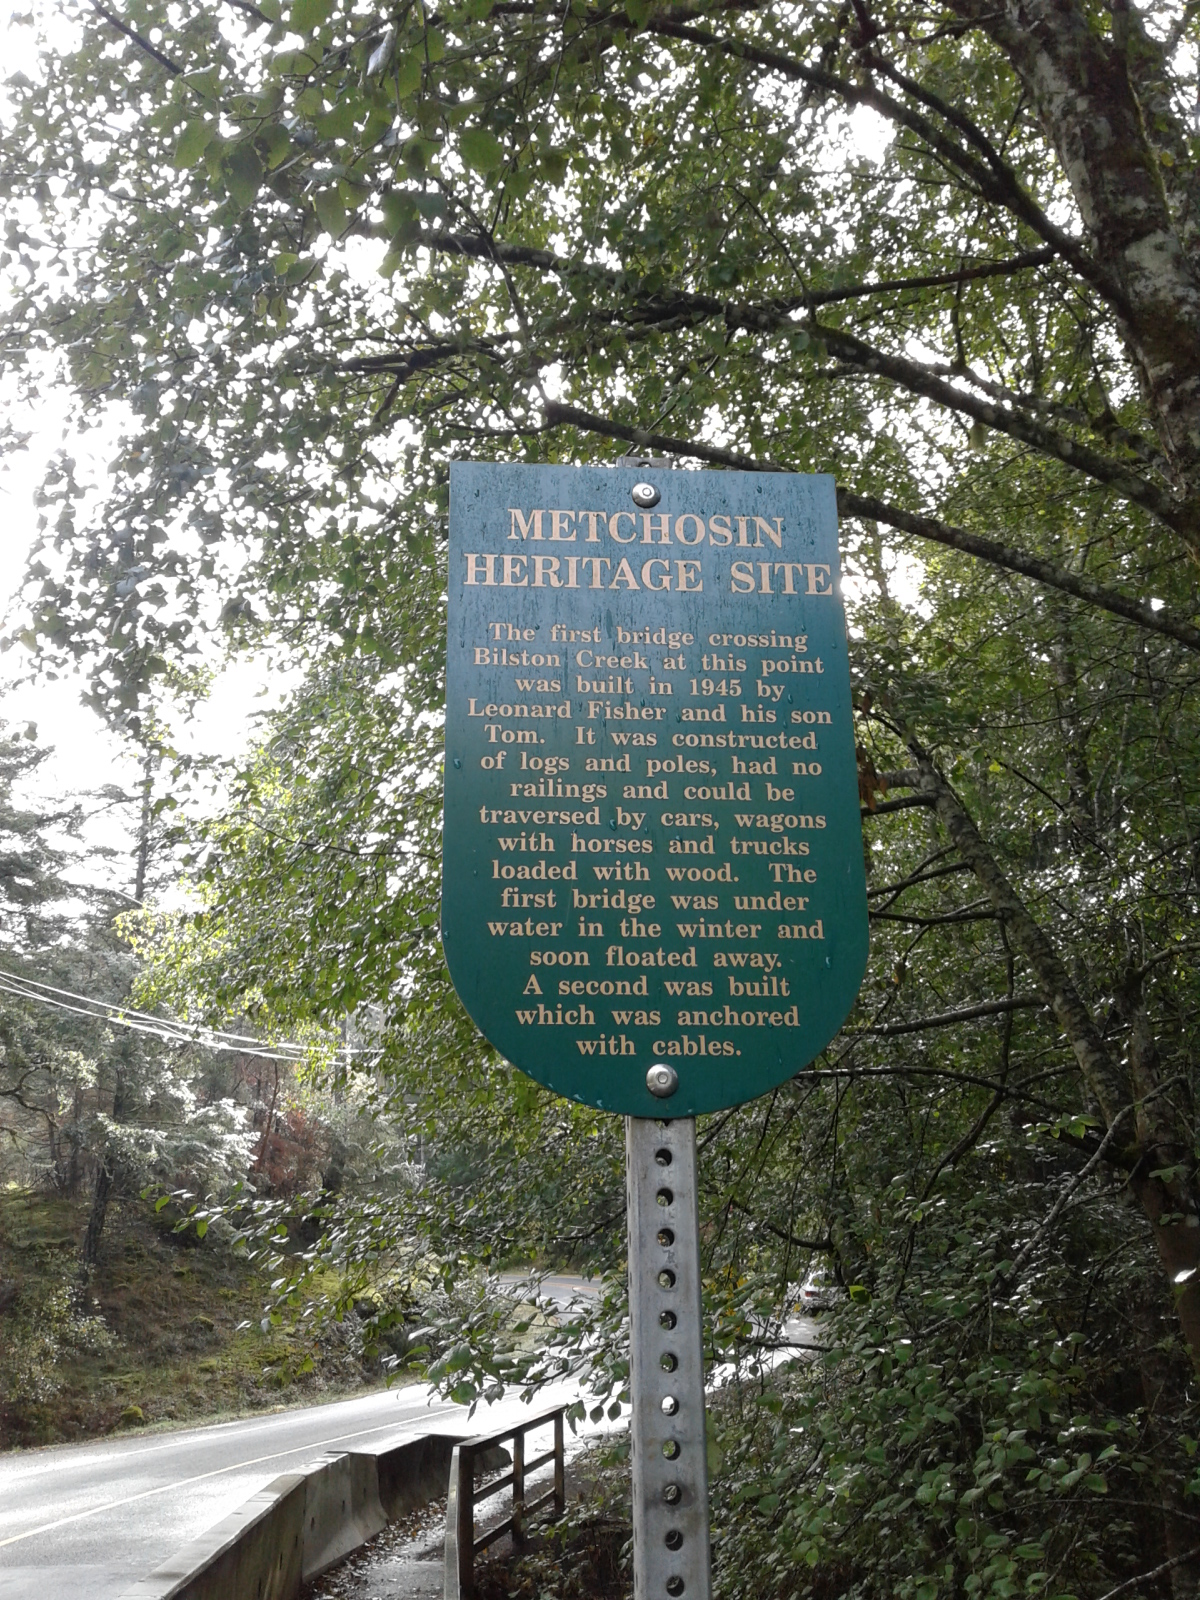 METCHOSIN
HERITAGE SITE
The first bridge crossing
Bilston Creek at this point
was built in 1945 by
Leonard Fisher and his son
Tom. It was constructed
of logs and poles, had no
railings and could be
traversed by cars, wagons
with horses and trucks
loaded with wood. The
first bridge was under
water in the winter and
soon floated away.
A second was built
which was anchored
with cables.